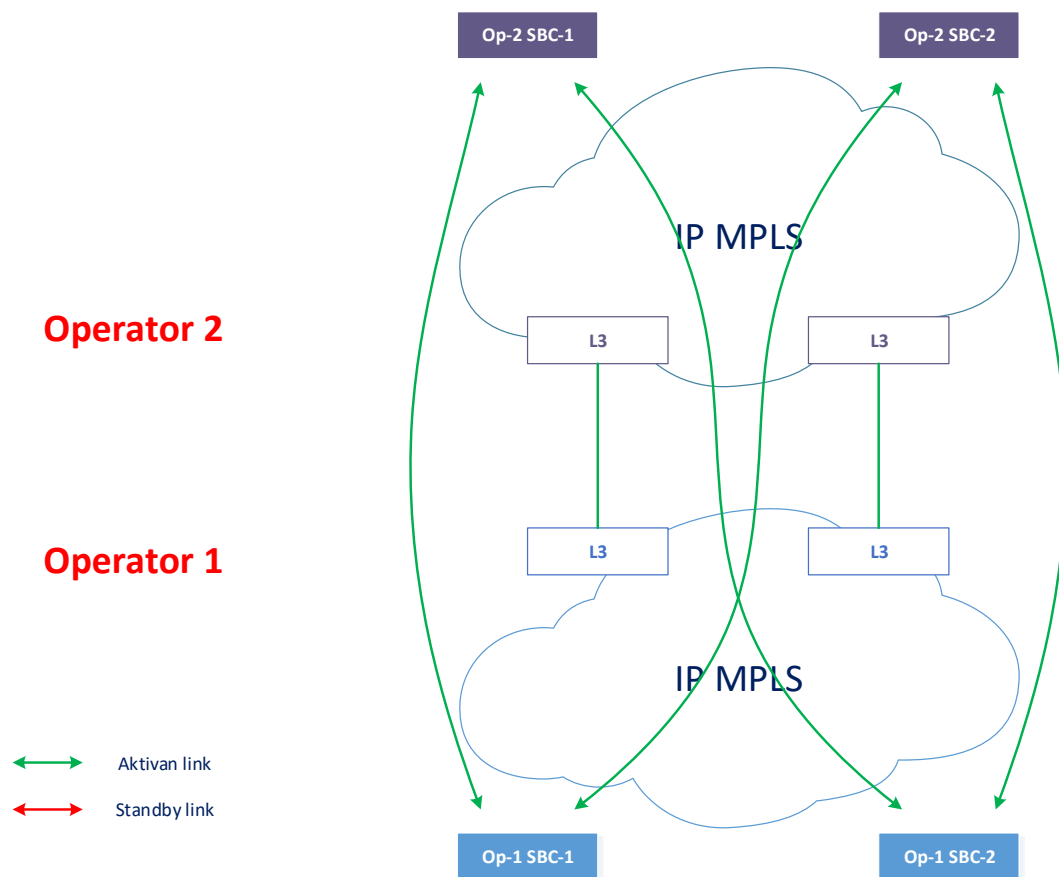 Op-2 SBC-1
Op-2 SBC-2
IP MPLS
Operator 2
L3
L3
Operator 1
L3
L3
IP MPLS
Aktivan link
Standby link
Op-1 SBC-1
Op-1 SBC-2